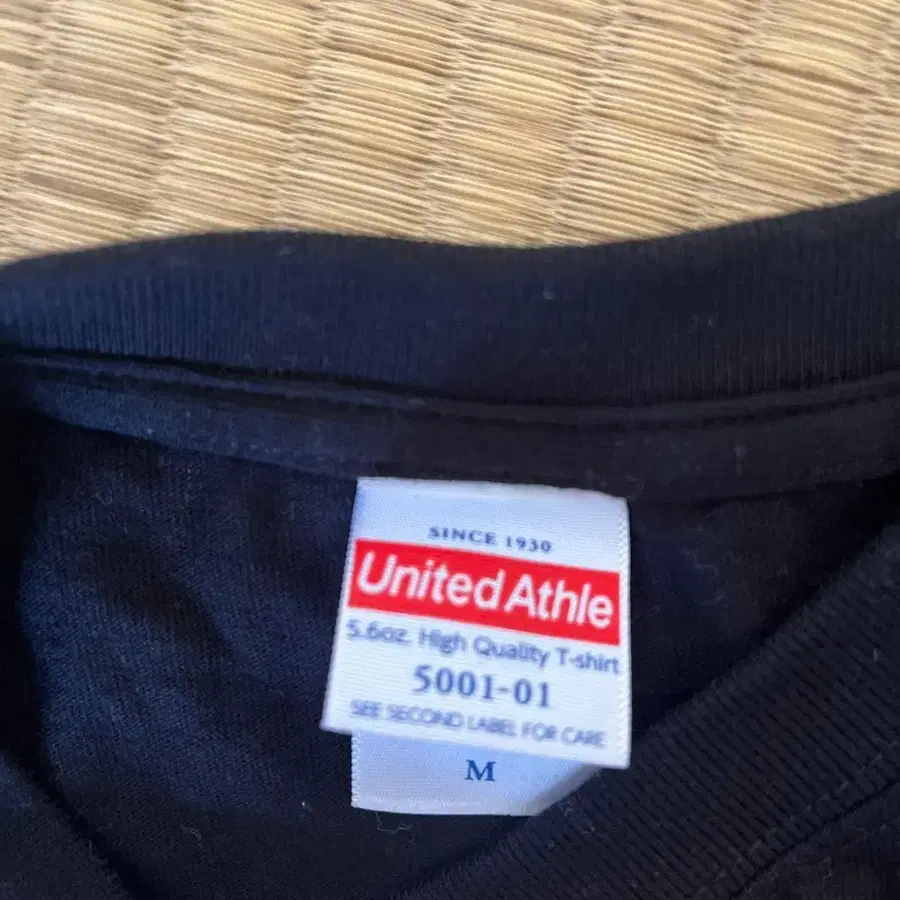 SINCE 1930
United Athle
5.6oz. High Quality T-shirt
5001-01
SEE SECOND LABEL FOR CARE
M